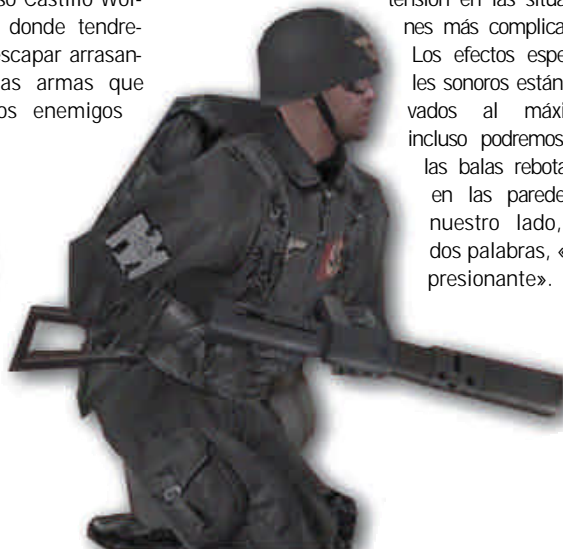 so Castillo Wol-
donde tendre-
escapar arrasan-
as armas que
os enemigos
tensión en las situa
nes más complica
Los efectos espe
les sonoros están
vados al máxi
incluso podremos
las balas rebota
en las parede
nuestro lado,
dos palabras, «
presionante».